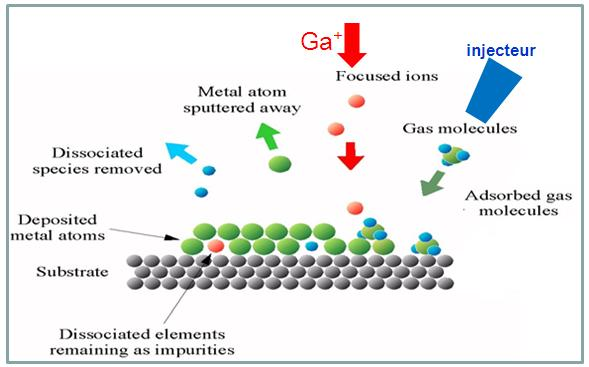 Ga+
injecteur
Focused ions
Metal atom
sputtered away
Gas molecules
Dissociated
species removed
Adsorbed gas
molecules
Deposited
metal atoms
Substrate
Dissociated elements
remaining as impurities